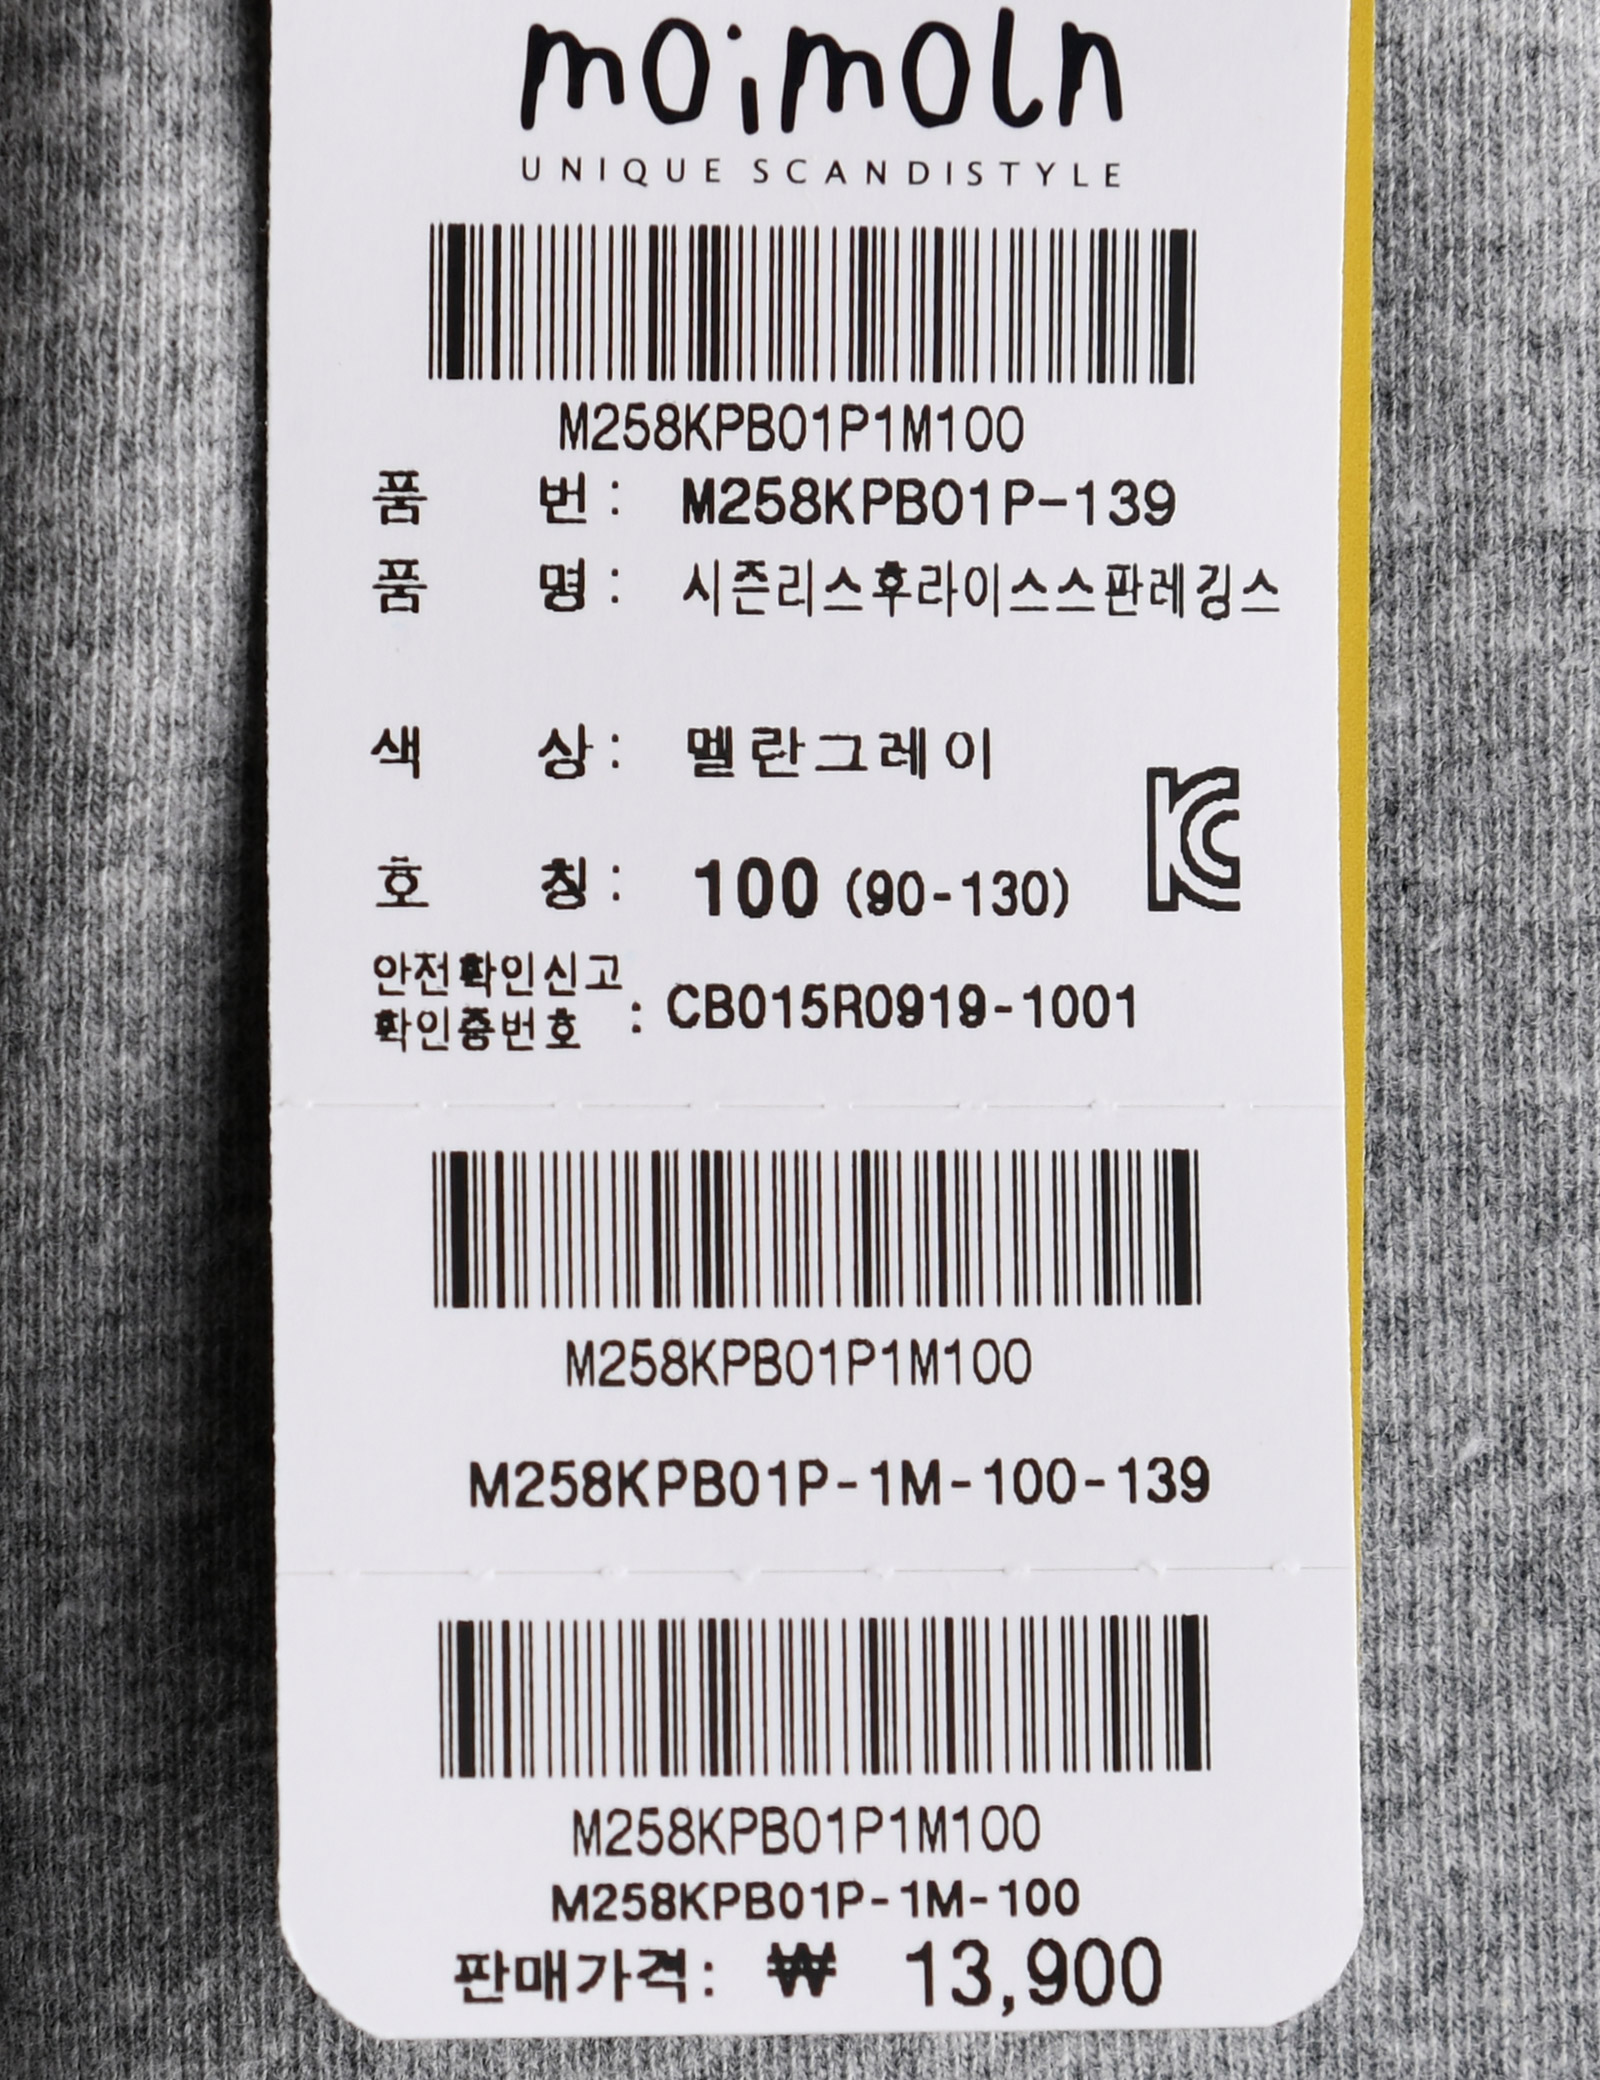 moimoln
UNIQUE SCANDISTYLE
M258KPB01P1M100
품 번 : M258KPB01P-139
품 명 : 시즌리스후라이스스판레깅스
색 상 : 멜란그레이
호 칭 : 100 (90-130)
안전확인신고
확인증번호 : CB015R0919-1001
M258KPB01P1M100
M258KPB01P-1M-100-139
M258KPB01P1M100
M258KPB01P-1M-100
판매가격: ₩ 13,900